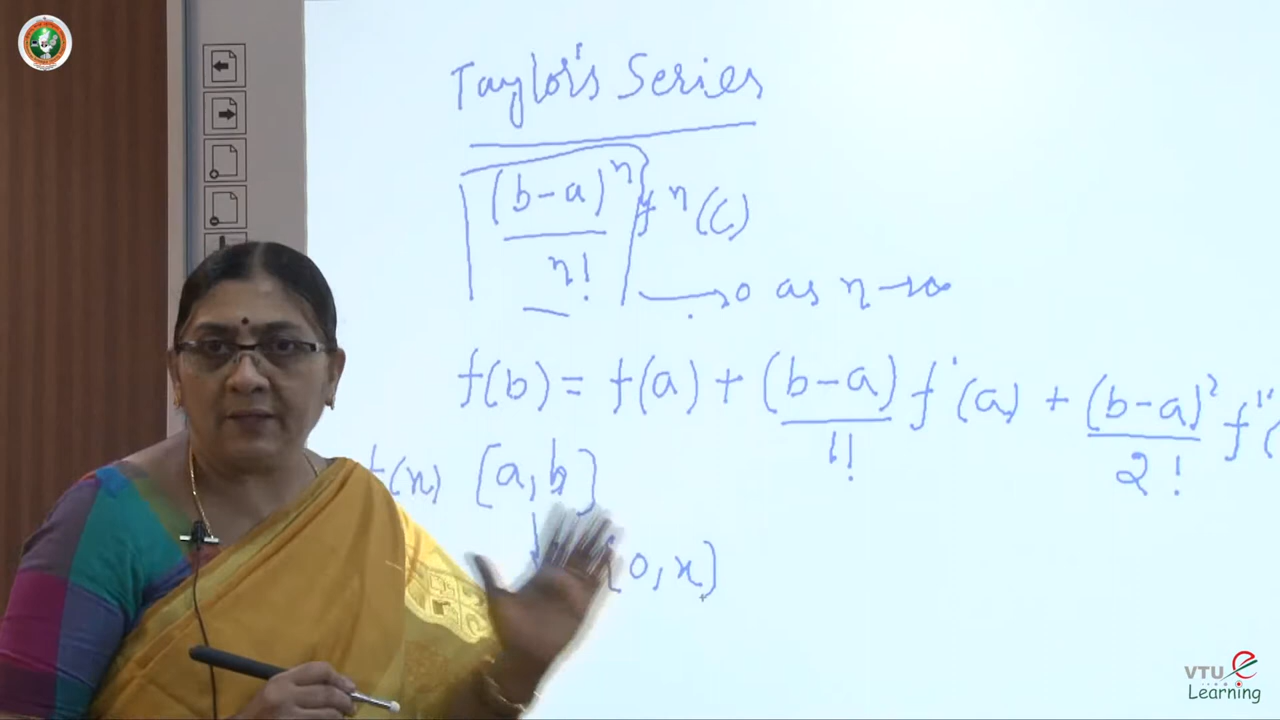 Taylor's Series
(b-a)ⁿ fⁿ(c)
n!
→ 0 as n→∞
f(b) = f(a) + (b-a) f'(a) + (b-a)² f''(
1! 2!
f(x) [a,b]
[0,x]
VTU e
Learning